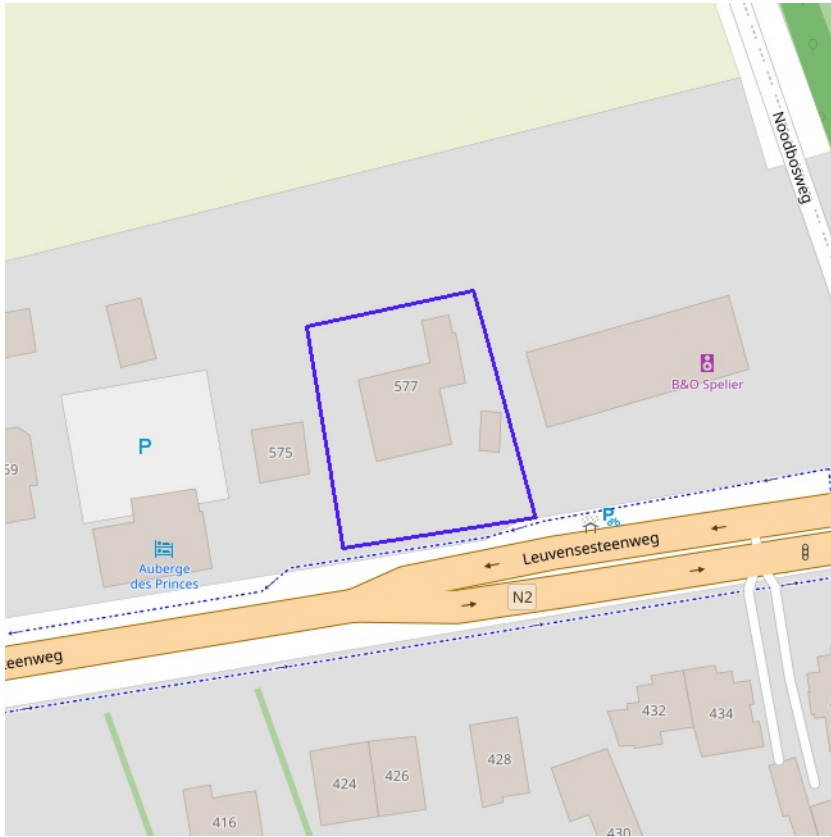 Noodbosweg
577
B&O Spelier
575
P
59
P
Auberge
des Princes
Leuvensesteenweg
N2
teenweg
432
434
428
426
424
416
430